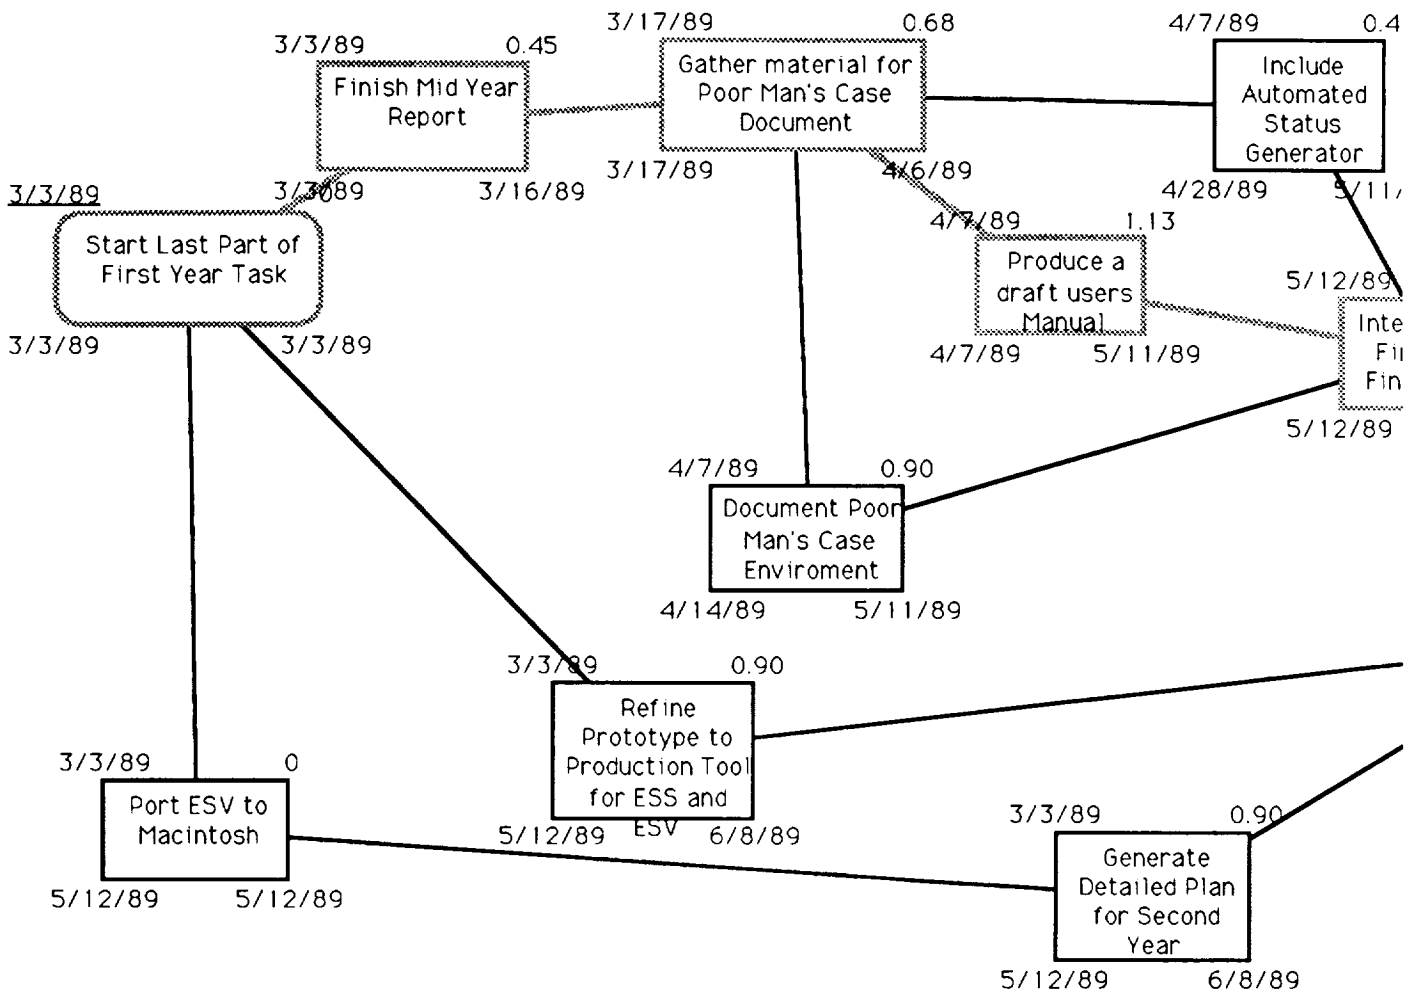 3/3/89
Start Last Part of
First Year Task
3/3/89
3/3/89
3/3/89
0.45
Finish Mid Year
Report
3/3/89
0
3/16/89
3/17/89
0.68
Gather material for
Poor Man's Case
Document
3/17/89
4/6/89
4/7/89
0.4
Include
Automated
Status
Generator
4/28/89
5/11/
4/7/89
1.13
Produce a
draft users
Manual
4/7/89
5/11/89
5/12/89
Inte
Fin
5/12/89
4/7/89
0.90
Document Poor
Man's Case
Enviroment
4/14/89
5/11/89
3/3/89
0.90
Refine
Prototype to
Production Tool
for ESS and
ESV
5/12/89
6/8/89
3/3/89
0
Port ESV to
Macintosh
5/12/89
5/12/89
3/3/89
0.90
Generate
Detailed Plan
for Second
Year
5/12/89
6/8/89